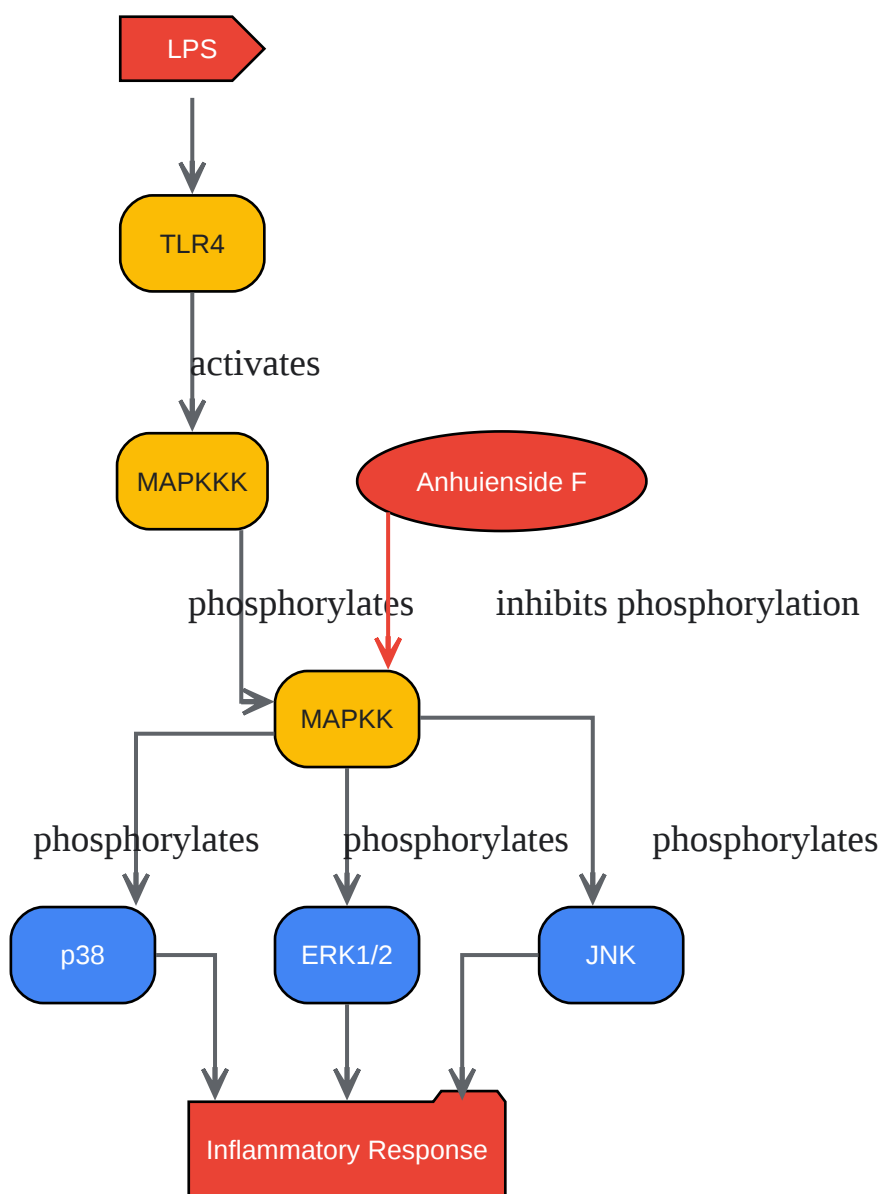 LPS
TLR4
activates
MAPKKK
Anhuienside F
phosphorylates
inhibits phosphorylation
MAPKK
phosphorylates
phosphorylates
phosphorylates
p38
ERK1/2
JNK
Inflammatory Response